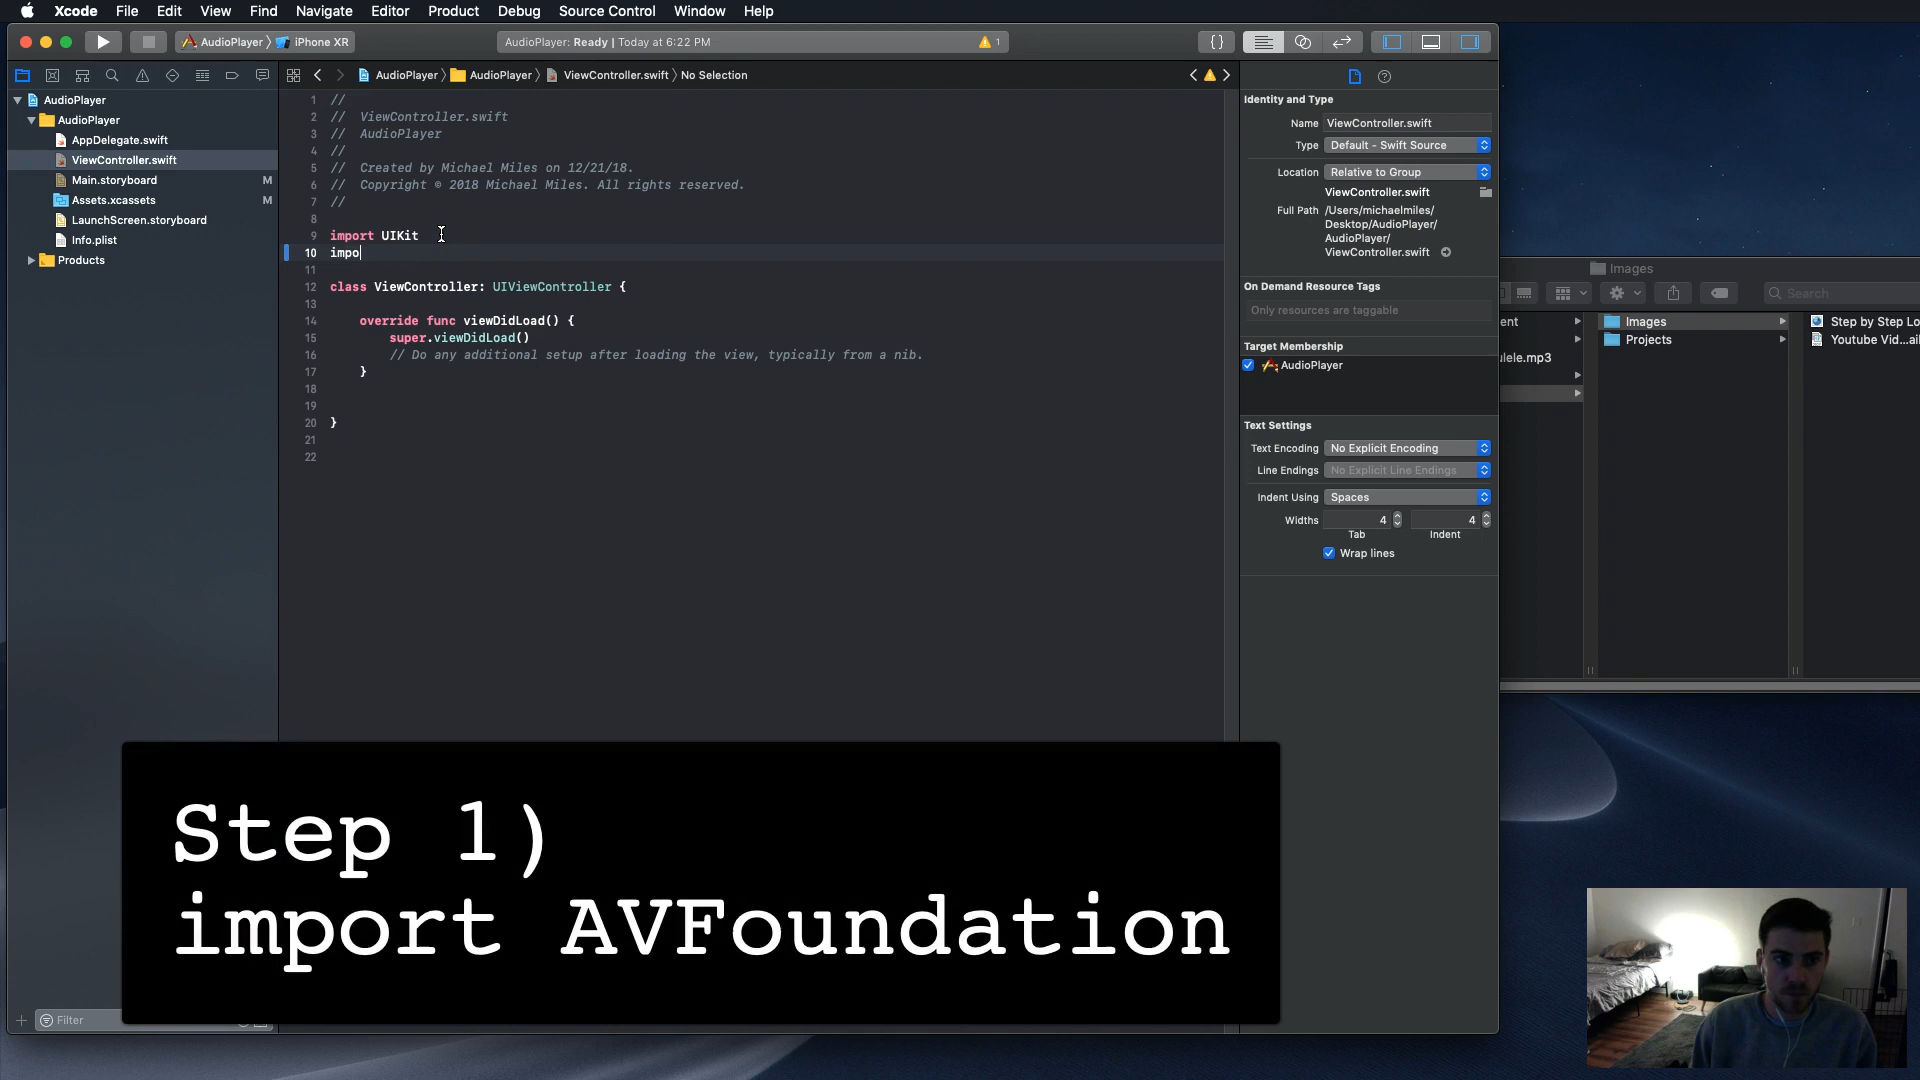 Xcode File Edit View Find Navigate Editor Product Debug Source Control Window Help
AudioPlayer iPhone XR
AudioPlayer: Ready | Today at 6:22 PM
1
AudioPlayer AudioPlayer ViewController.swift No Selection
AudioPlayer
AudioPlayer
AppDelegate.swift
ViewController.swift
Main.storyboard M
Assets.xcassets M
LaunchScreen.storyboard
Info.plist
Products
Filter
1 //
2 // ViewController.swift
3 // AudioPlayer
4 //
5 // Created by Michael Miles on 12/21/18.
6 // Copyright © 2018 Michael Miles. All rights reserved.
7 //
8
9 import UIKit
10 impo
11
12 class ViewController: UIViewController {
13
14 override func viewDidLoad() {
15 super.viewDidLoad()
16 // Do any additional setup after loading the view, typically from a nib.
17 }
18
19
20 }
21
22
Identity and Type
Name ViewController.swift
Type Default - Swift Source
Location Relative to Group
ViewController.swift
Full Path /Users/michaelmiles/
Desktop/AudioPlayer/
AudioPlayer/
ViewController.swift
On Demand Resource Tags
Only resources are taggable
Target Membership
AudioPlayer
Text Settings
Text Encoding No Explicit Encoding
Line Endings No Explicit Line Endings
Indent Using Spaces
Widths 4 4
Tab Indent
Wrap lines
Images
Search
ent
ulele.mp3
Images
Projects
Step by Step Lo
Youtube Vid...ai
Step 1)
import AVFoundation